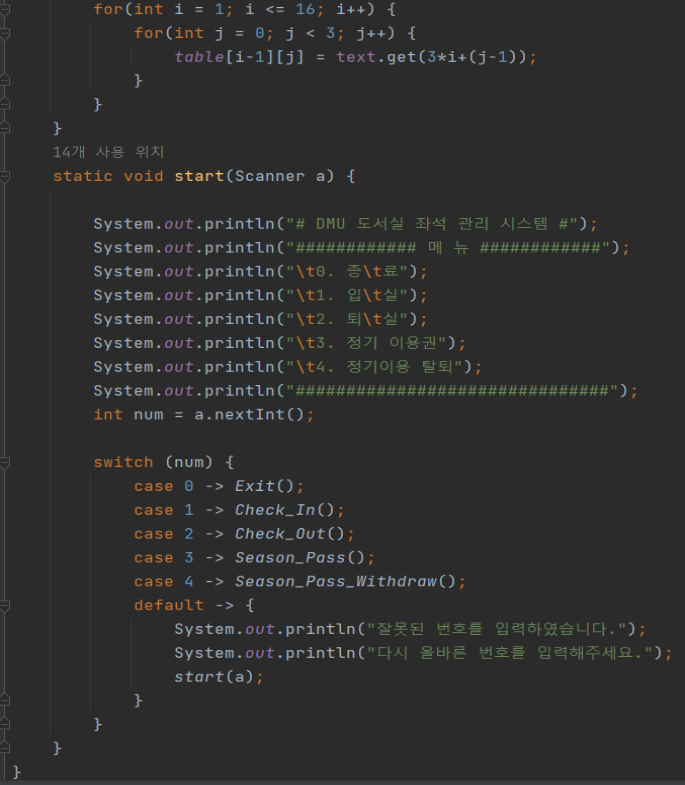 for(int i = 1; i <= 16; i++) {
for(int j = 0; j < 3; j++) {
table[i-1][j] = text.get(3*i+(j-1));
}
}
}
14개 사용 위치
static void start(Scanner a) {
System.out.println("# DMU 도서실 좌석 관리 시스템 #");
System.out.println("############ 메 뉴 ############");
System.out.println("\t0. 종\t료");
System.out.println("\t1. 입\t실");
System.out.println("\t2. 퇴\t실");
System.out.println("\t3. 정기 이용권");
System.out.println("\t4. 정기이용 탈퇴");
System.out.println("###############################");
int num = a.nextInt();
switch (num) {
case 0 -> Exit();
case 1 -> Check_In();
case 2 -> Check_Out();
case 3 -> Season_Pass();
case 4 -> Season_Pass_Withdraw();
default -> {
System.out.println("잘못된 번호를 입력하였습니다.");
System.out.println("다시 올바른 번호를 입력해주세요.");
start(a);
}
}
}
}